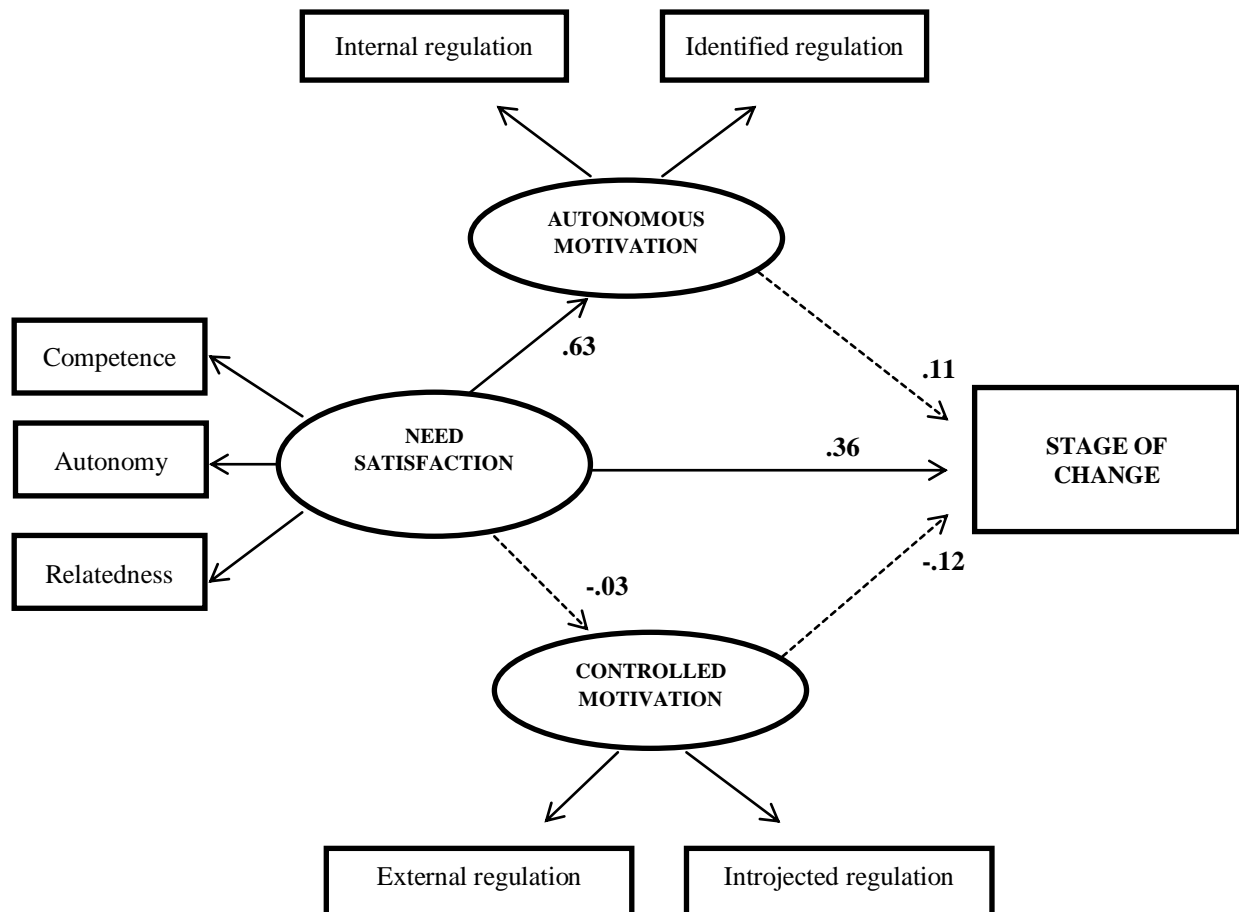 Internal regulation
Identified regulation
AUTONOMOUS
MOTIVATION
.63
.11
Competence
Autonomy
Relatedness
NEED
SATISFACTION
.36
STAGE OF
CHANGE
-.03
-.12
CONTROLLED
MOTIVATION
External regulation
Introjected regulation